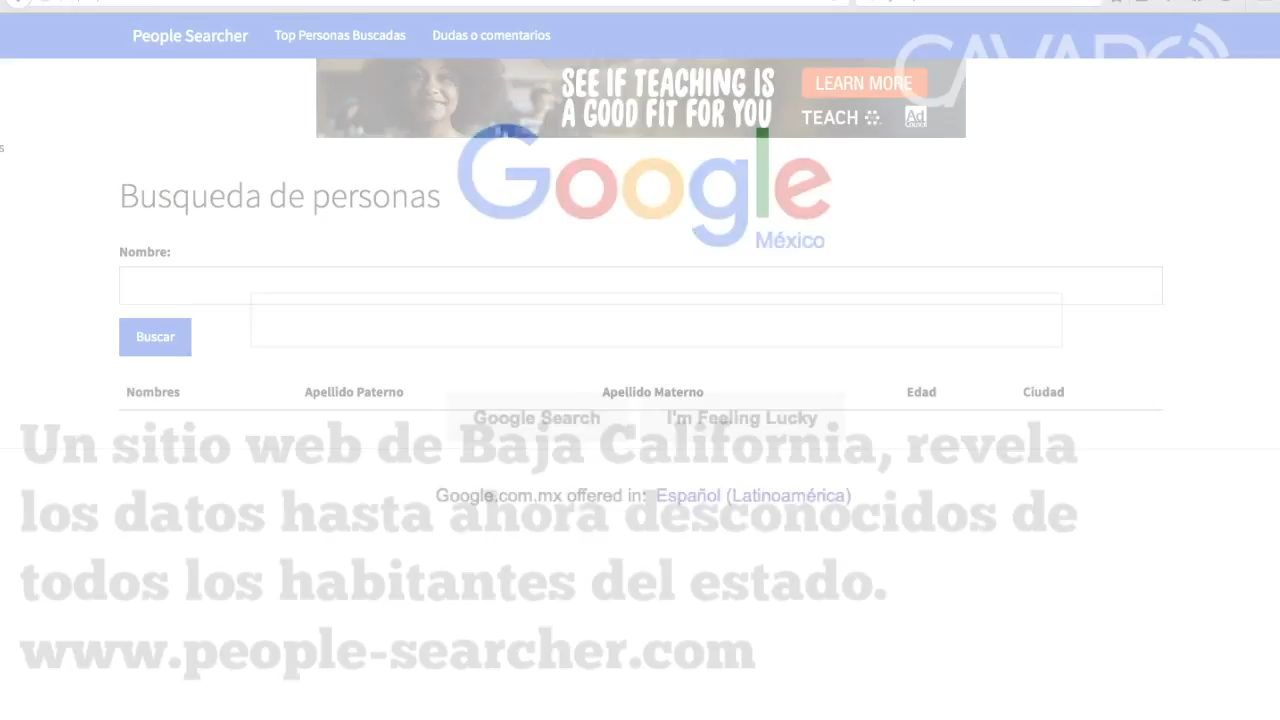 People Searcher Top Personas Buscadas Dudas o comentarios
CAVARO
SEE IF TEACHING IS
A GOOD FIT FOR YOU
LEARN MORE
TEACH
Ad
Council
s
Busqueda de personas
Google
México
Nombre:
Buscar
Nombres Apellido Paterno Apellido Materno Edad Ciudad
Google Search I'm Feeling Lucky
Un sitio web de Baja California, revela
Google.com.mx offered in: Español (Latinoamérica)
los datos hasta ahora desconocidos de
todos los habitantes del estado.
www.people-searcher.com